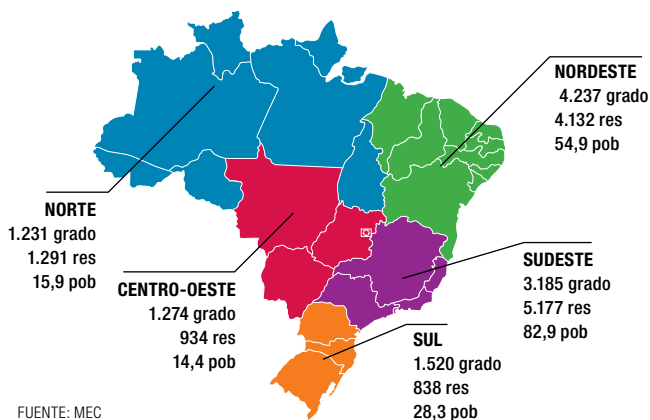 NORDESTE
4.237 grado
4.132 res
54,9 pob
NORTE
1.231 grado
1.291 res
15,9 pob
CENTRO-OESTE
1.274 grado
934 res
14,4 pob
SUDESTE
3.185 grado
5.177 res
82,9 pob
SUL
1.520 grado
838 res
28,3 pob
FUENTE: MEC